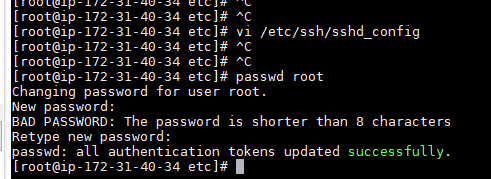 [root@ip-172-31-40-34 etc]# ^C
[root@ip-172-31-40-34 etc]# ^C
[root@ip-172-31-40-34 etc]# vi /etc/ssh/sshd_config
[root@ip-172-31-40-34 etc]# ^C
[root@ip-172-31-40-34 etc]# ^C
[root@ip-172-31-40-34 etc]# passwd root
Changing password for user root.
New password:
BAD PASSWORD: The password is shorter than 8 characters
Retype new password:
passwd: all authentication tokens updated successfully.
[root@ip-172-31-40-34 etc]#